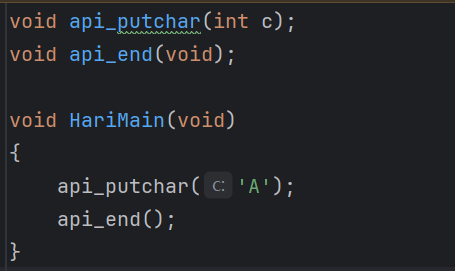 void api_putchar(int c);
void api_end(void);
void HariMain(void)
{
api_putchar( c: 'A');
api_end();
}